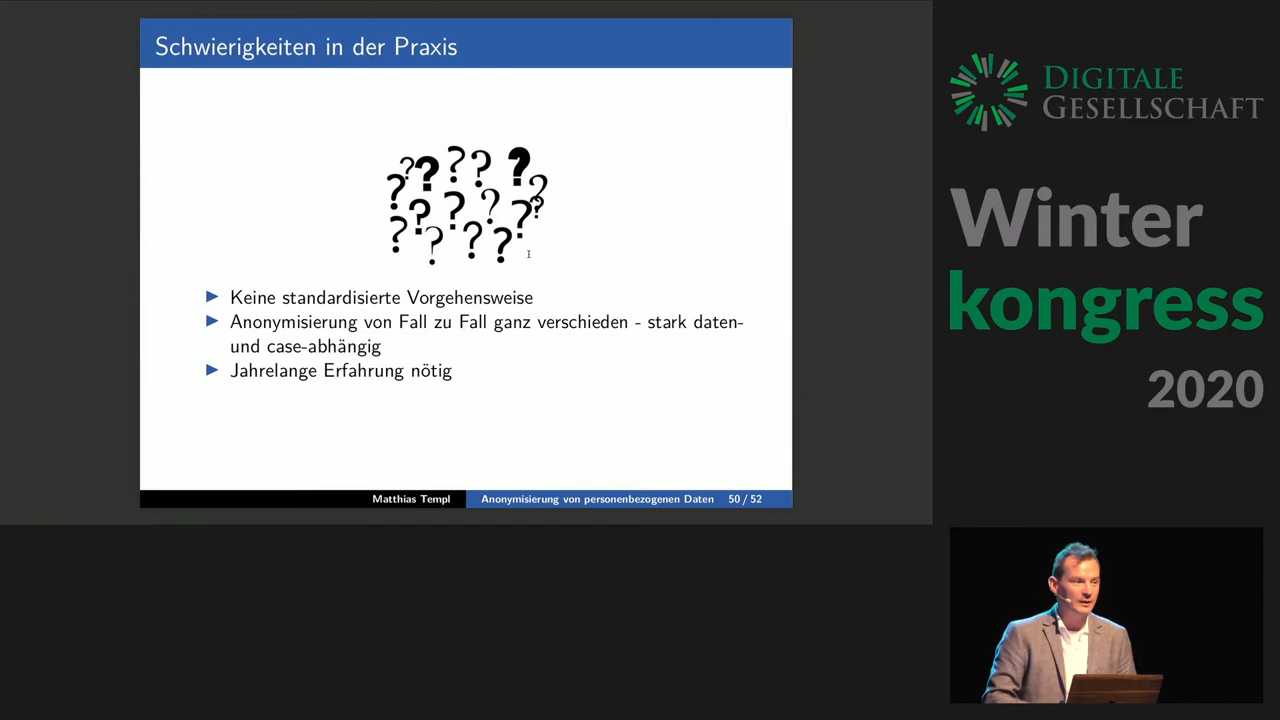 Schwierigkeiten in der Praxis
? ? ? ? ? ? ? ? ? ? ? ? ? ? ? ? ?
Keine standardisierte Vorgehensweise
Anonymisierung von Fall zu Fall ganz verschieden - stark daten-
und case-abhängig
Jahrelange Erfahrung nötig
Matthias Templ Anonymisierung von personenbezogenen Daten 50 / 52
DIGITALE
GESELLSCHAFT
Winter
kongress
2020